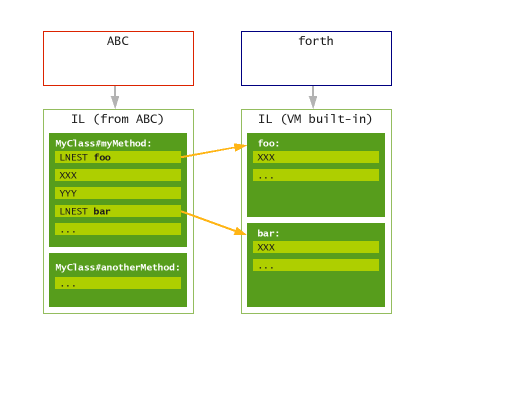 ABC
forth
IL (from ABC)
MyClass#myMethod:
LNEST foo
XXX
YYY
LNEST bar
...
MyClass#anotherMethod:
...
IL (VM built-in)
foo:
XXX
...
bar:
XXX
...